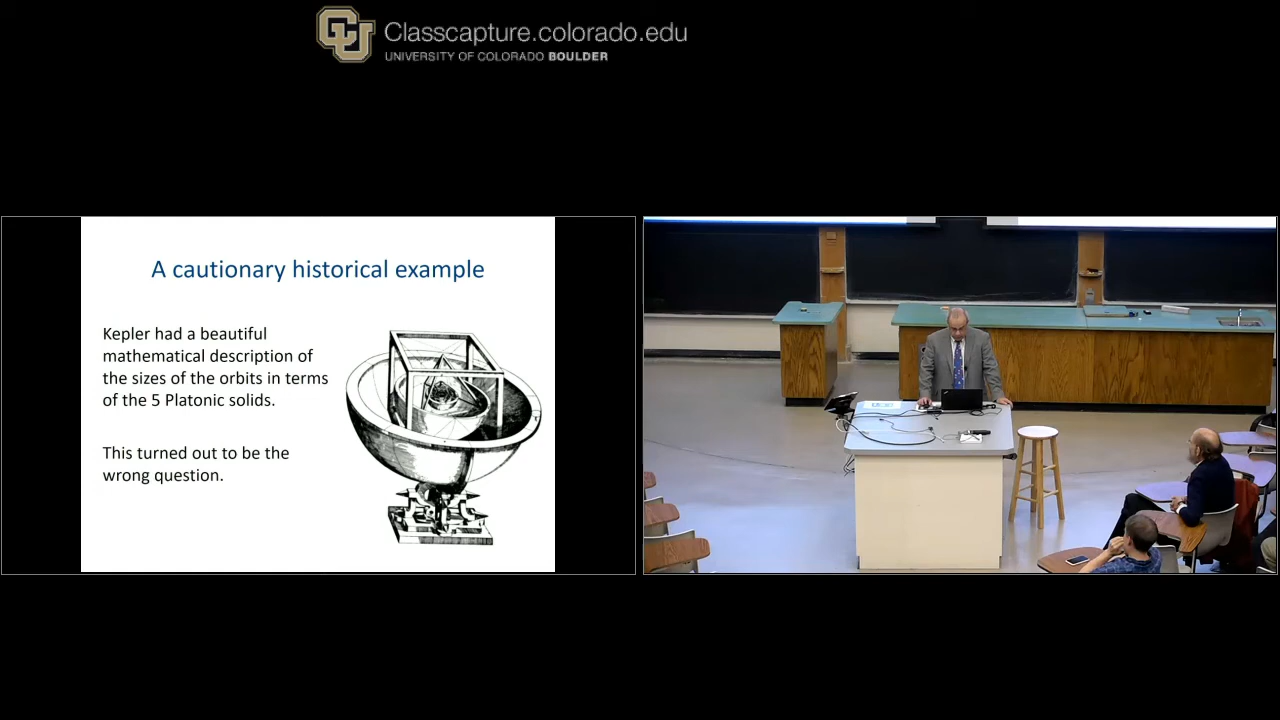 Classcapture.colorado.edu
UNIVERSITY OF COLORADO BOULDER
A cautionary historical example
Kepler had a beautiful
mathematical description of
the sizes of the orbits in terms
of the 5 Platonic solids.
This turned out to be the
wrong question.